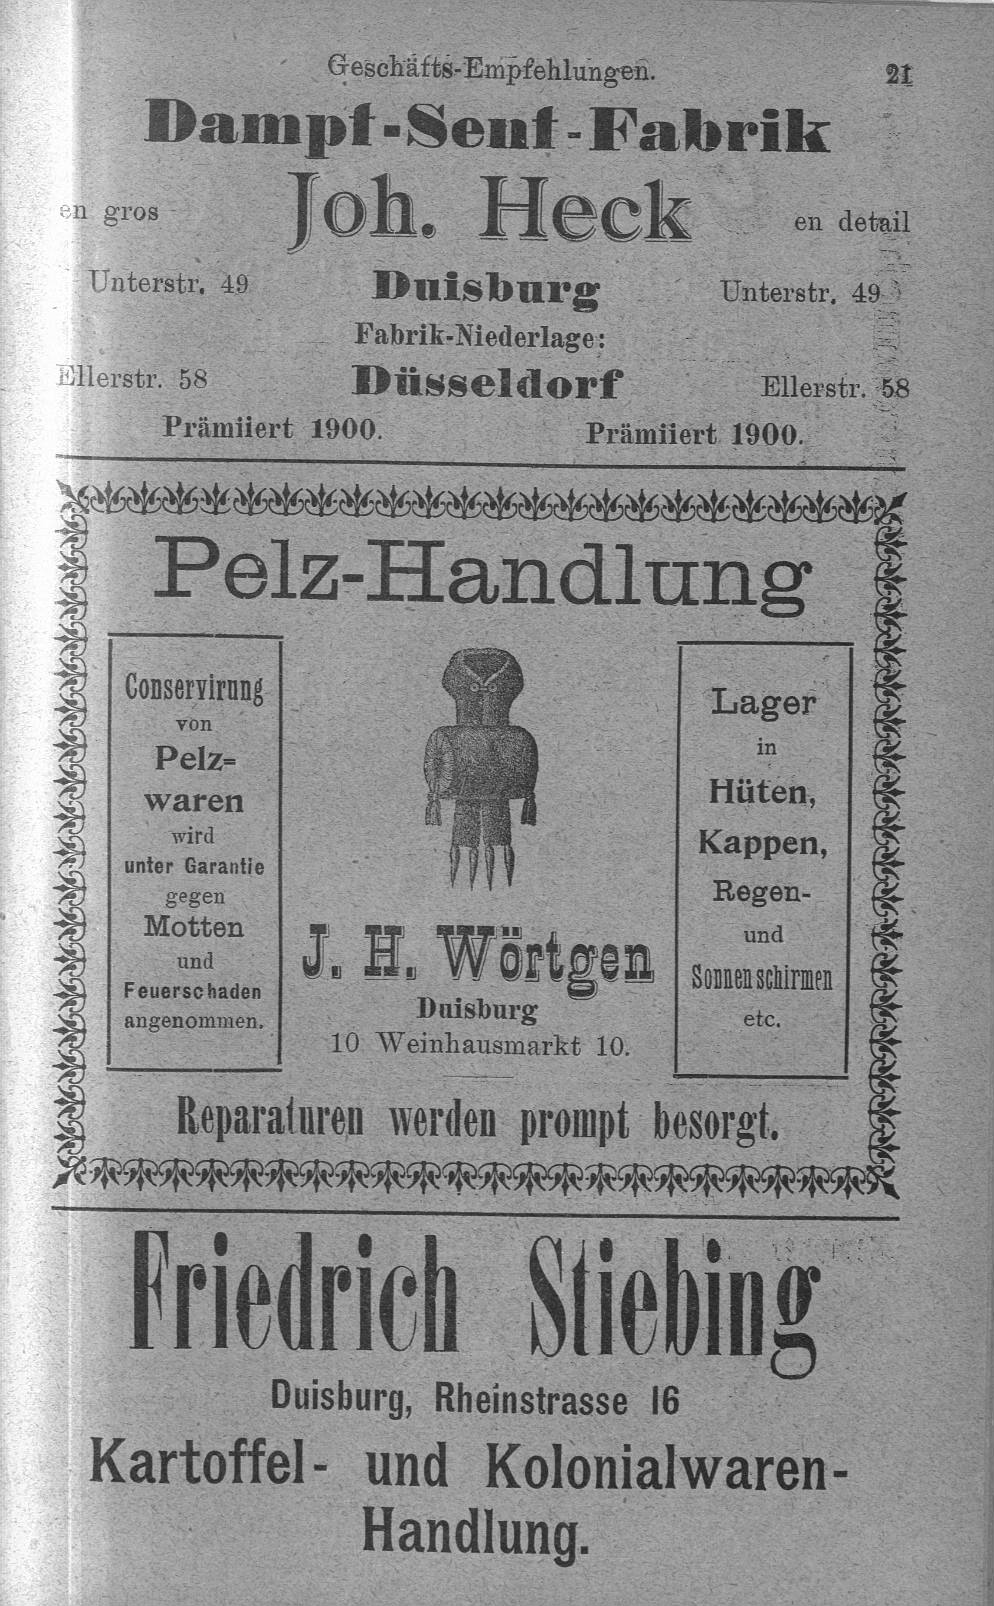 Geschäfts-Empfehlungen. 21
Dampf-Senf-Fabrik
en gros Joh. Heck en detail
Unterstr. 49 Duisburg Unterstr. 49
Fabrik-Niederlage:
Ellerstr. 58 Düsseldorf Ellerstr. 58
Prämiiert 1900. Prämiiert 1900.
Pelz-Handlung
Conservirung
von
Pelz-
waren
wird
unter Garantie
gegen
Motten
und
Feuerschaden
angenommen.
J. H. Wörtgen
Duisburg
10 Weinhausmarkt 10.
Lager
in
Hüten,
Kappen,
Regen-
und
Sonnenschirmen
etc.
Reparaturen werden prompt besorgt.
Friedrich Stiebing
Duisburg, Rheinstrasse 16
Kartoffel- und Kolonialwaren-
Handlung.